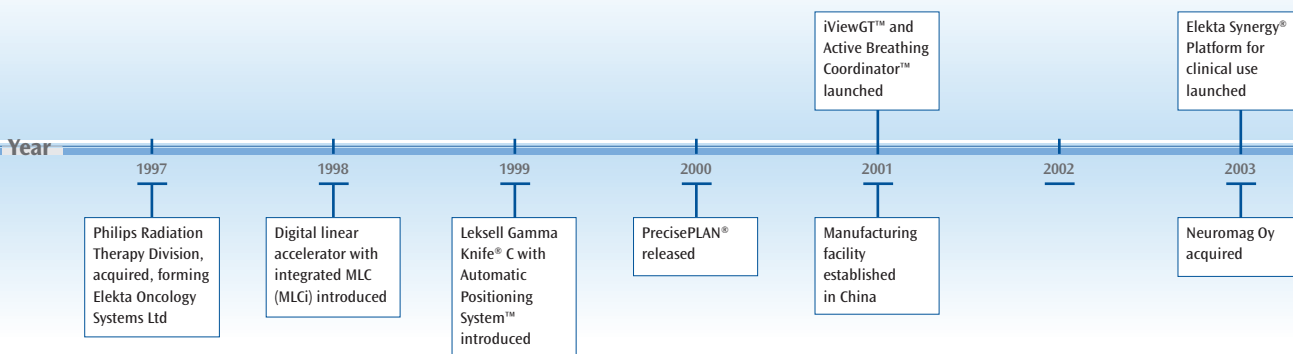 iViewGT™ and
Active Breathing
Coordinator™
launched
Elekta Synergy®
Platform for
clinical use
launched
Year
1997
1998
1999
2000
2001
2002
2003
Philips Radiation
Therapy Division,
acquired, forming
Elekta Oncology
Systems Ltd
Digital linear
accelerator with
integrated MLC
(MLCi) introduced
Leksell Gamma
Knife® C with
Automatic
Positioning
System™
introduced
PrecisePLAN®
released
Manufacturing
facility
established
in China
Neuromag Oy
acquired